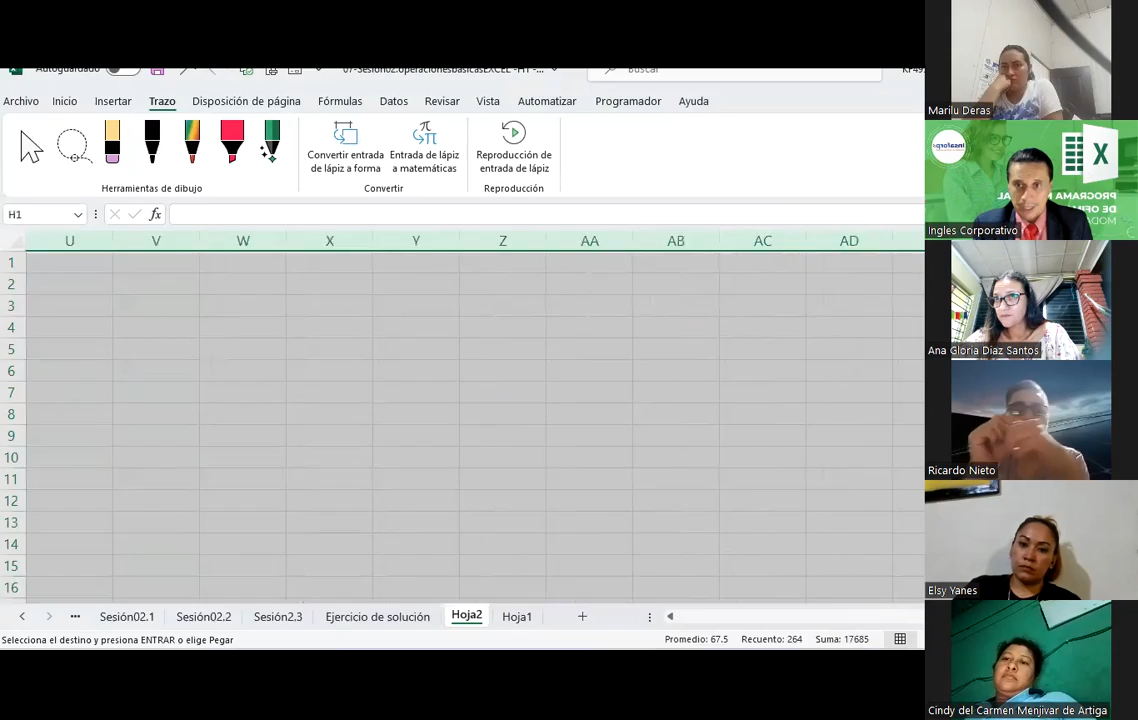 Autoguardado
07-Sesión02.operacionesbasicasEXCEL -H1 -...
Buscar
Archivo Inicio Insertar Trazo Disposición de página Fórmulas Datos Revisar Vista Automatizar Programador Ayuda
Convertir entrada de lápiz a forma
Entrada de lápiz a matemáticas
Reproducción de entrada de lápiz
Herramientas de dibujo
Convertir
Reproducción
H1
fx
U V W X Y Z AA AB AC AD
1
2
3
4
5
6
7
8
9
10
11
12
13
14
15
16
Sesión02.1 Sesión02.2 Sesión2.3 Ejercicio de solución Hoja2 Hoja1
Selecciona el destino y presiona ENTRAR o elige Pegar
Promedio: 67.5 Recuento: 264 Suma: 17685
Marilu Deras
Ingles Corporativo
Ana Gloria Diaz Santos
Ricardo Nieto
Elsy Yanes
Cindy del Carmen Menjivar de Artiga